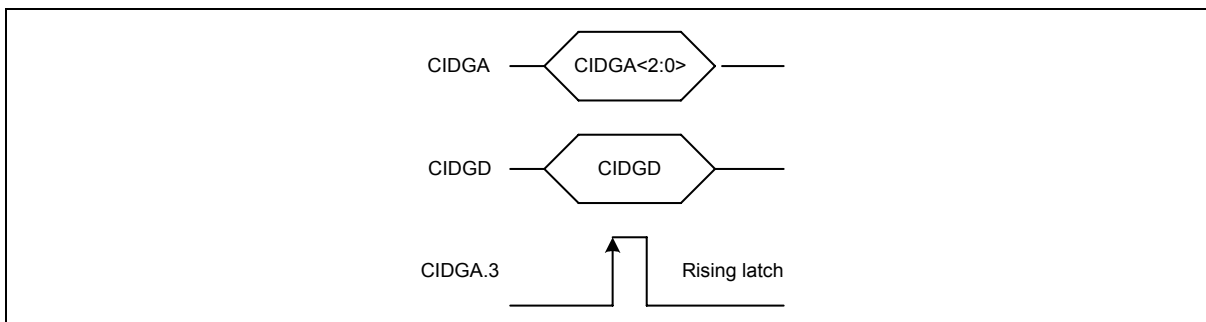 CIDGA CIDGA<2:0>
CIDGD CIDGD
CIDGA.3 Rising latch